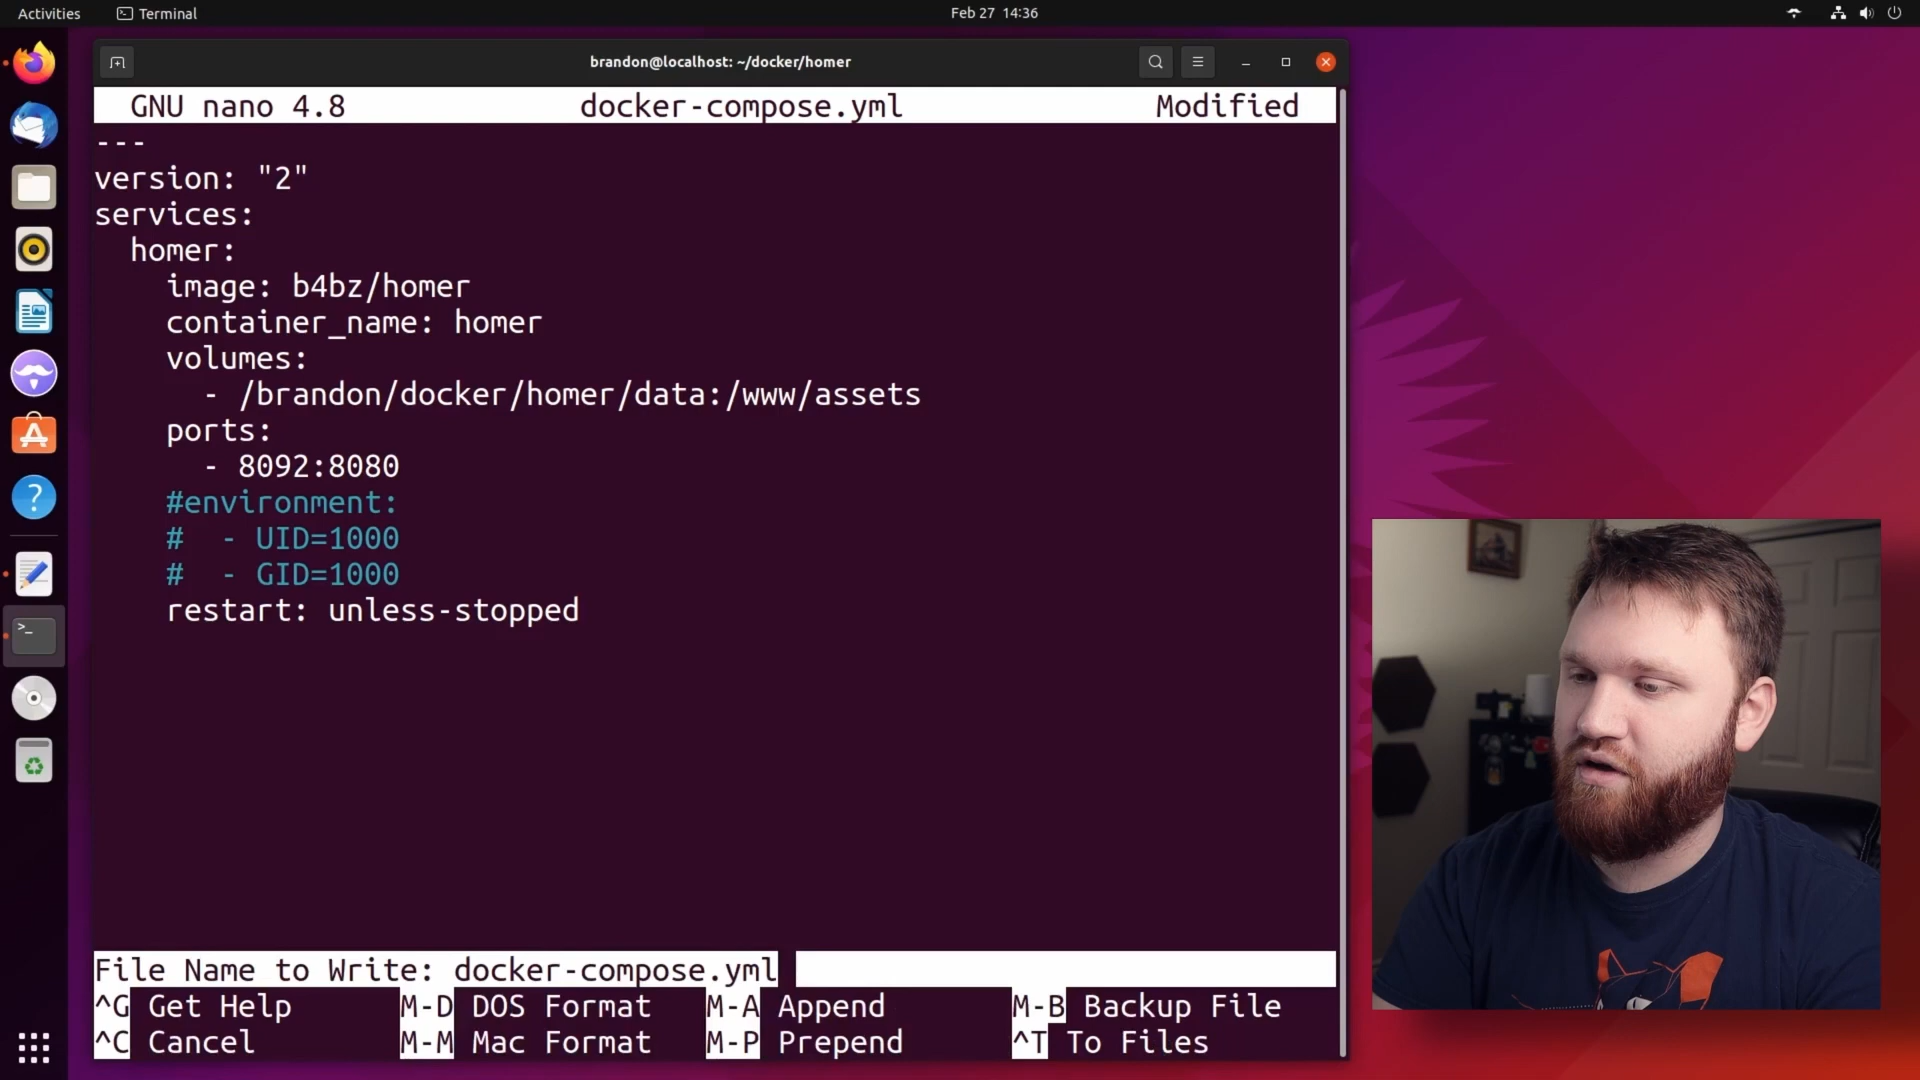 Activities
Terminal
Feb 27 14:36
brandon@localhost: ~/docker/homer
GNU nano 4.8 docker-compose.yml Modified
---
version: "2"
services:
  homer:
    image: b4bz/homer
    container_name: homer
    volumes:
      - /brandon/docker/homer/data:/www/assets
    ports:
      - 8092:8080
    #environment:
    #  - UID=1000
    #  - GID=1000
    restart: unless-stopped
File Name to Write: docker-compose.yml
^G Get Help M-D DOS Format M-A Append M-B Backup File
^C Cancel M-M Mac Format M-P Prepend ^T To Files